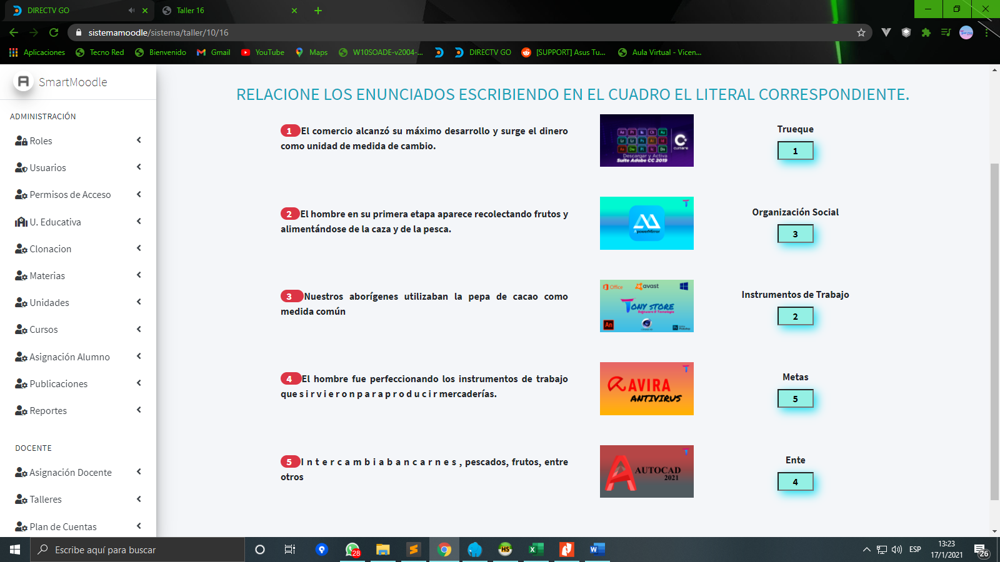 DIRECTV GO
Taller 16
sistemamoodle/sistema/taller/10/16
Aplicaciones
Tecno Red
Bienvenido
Gmail
YouTube
Maps
W10SOADE-v2004-...
DIRECTV GO
[SUPPORT] Asus Tu...
Aula Virtual - Vicen...
SmartMoodle
ADMINISTRACIÓN
Roles
Usuarios
Permisos de Acceso
U. Educativa
Clonacion
Materias
Unidades
Cursos
Asignación Alumno
Publicaciones
Reportes
DOCENTE
Asignación Docente
Talleres
Plan de Cuentas
RELACIONE LOS ENUNCIADOS ESCRIBIENDO EN EL CUADRO EL LITERAL CORRESPONDIENTE.
1 El comercio alcanzó su máximo desarrollo y surge el dinero
como unidad de medida de cambio.
Descargar y Activa
Suite Adobe CC 2019
Trueque
1
2 El hombre en su primera etapa aparece recolectando frutos y
alimentándose de la caza y de la pesca.
ApowerMirror
Organización Social
3
3 Nuestros aborígenes utilizaban la pepa de cacao como
medida común
Office
avast
TONY STORE
An
Instrumentos de Trabajo
2
4 El hombre fue perfeccionando los instrumentos de trabajo
que s i r v i e r o n p a r a p r o d u c i r mercaderías.
AVIRA
ANTIVIRUS
Metas
5
5 I n t e r c a m b i a b a n c a r n e s , pescados, frutos, entre
otros
AUTOCAD
2021
Ente
4
Escribe aquí para buscar
28
HS
ESP
13:23
17/1/2021
26